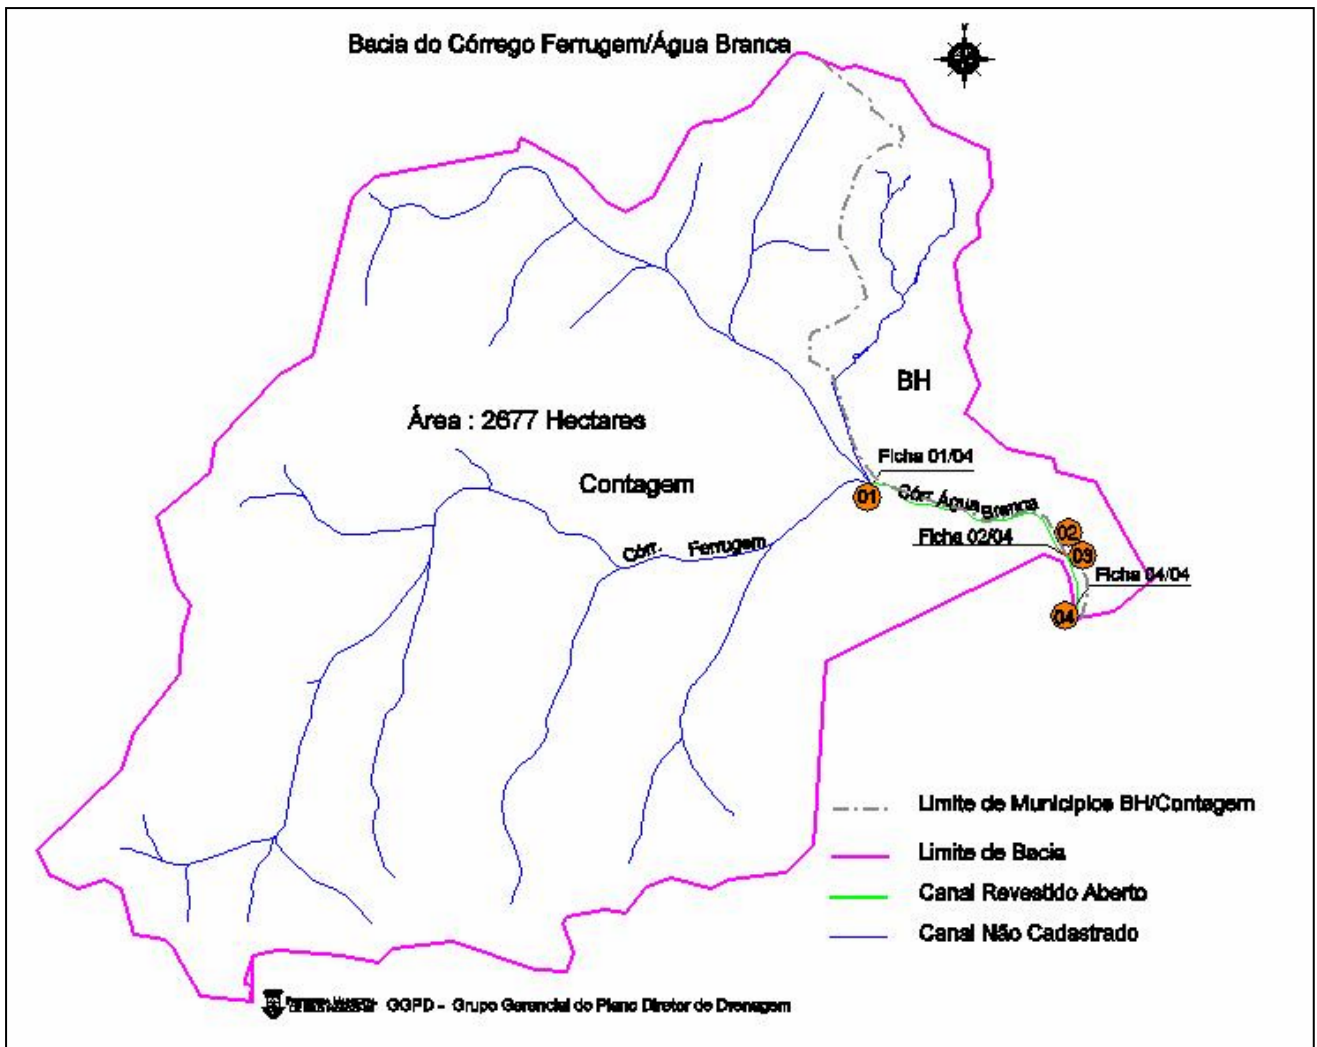 Bacia do Córrego Ferrugem/Água Branca
BH
Área : 2677 Hectares
Contagem
Ficha 01/04
01
Córr. Água Branca
02
Ficha 02/04
03
Córr. Ferrugem
Ficha 04/04
04
Limite de Municipios BH/Contagem
Limite de Bacia
Canal Revestido Aberto
Canal Não Cadastrado
GGPD - Grupo Gerencial do Plano Diretor de Drenagem